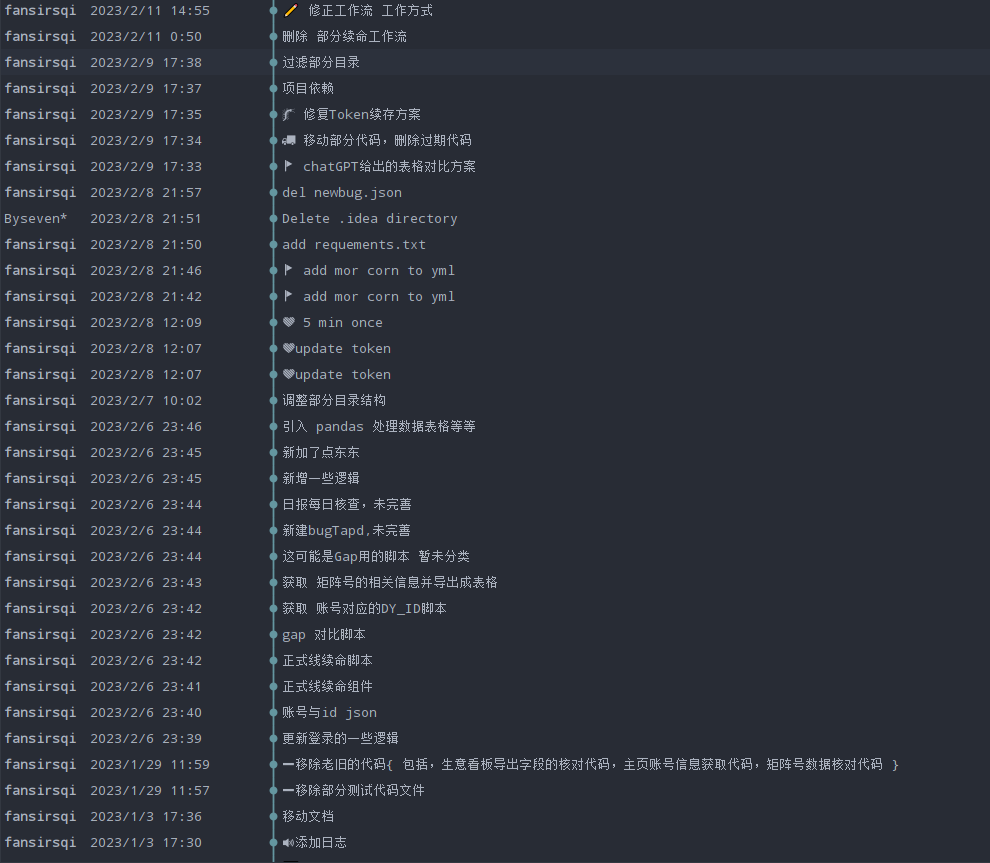 fansirsqi 2023/2/11 14:55 修正工作流 工作方式
fansirsqi 2023/2/11 0:50 删除 部分续命工作流
fansirsqi 2023/2/9 17:38 过滤部分目录
fansirsqi 2023/2/9 17:37 项目依赖
fansirsqi 2023/2/9 17:35 修复Token续存方案
fansirsqi 2023/2/9 17:34 移动部分代码，删除过期代码
fansirsqi 2023/2/9 17:33 chatGPT给出的表格对比方案
fansirsqi 2023/2/8 21:57 del newbug.json
Byseven* 2023/2/8 21:51 Delete .idea directory
fansirsqi 2023/2/8 21:50 add requements.txt
fansirsqi 2023/2/8 21:46 add mor corn to yml
fansirsqi 2023/2/8 21:42 add mor corn to yml
fansirsqi 2023/2/8 12:09 5 min once
fansirsqi 2023/2/8 12:07 update token
fansirsqi 2023/2/8 12:07 update token
fansirsqi 2023/2/7 10:02 调整部分目录结构
fansirsqi 2023/2/6 23:46 引入 pandas 处理数据表格等等
fansirsqi 2023/2/6 23:45 新加了点东东
fansirsqi 2023/2/6 23:45 新增一些逻辑
fansirsqi 2023/2/6 23:44 日报每日核查，未完善
fansirsqi 2023/2/6 23:44 新建bugTapd,未完善
fansirsqi 2023/2/6 23:44 这可能是Gap用的脚本 暂未分类
fansirsqi 2023/2/6 23:43 获取 矩阵号的相关信息并导出成表格
fansirsqi 2023/2/6 23:42 获取 账号对应的DY_ID脚本
fansirsqi 2023/2/6 23:42 gap 对比脚本
fansirsqi 2023/2/6 23:42 正式线续命脚本
fansirsqi 2023/2/6 23:41 正式线续命组件
fansirsqi 2023/2/6 23:40 账号与id json
fansirsqi 2023/2/6 23:39 更新登录的一些逻辑
fansirsqi 2023/1/29 11:59 ➖移除老旧的代码{ 包括，生意看板导出字段的核对代码，主页账号信息获取代码，矩阵号数据核对代码 }
fansirsqi 2023/1/29 11:57 ➖移除部分测试代码文件
fansirsqi 2023/1/3 17:36 移动文档
fansirsqi 2023/1/3 17:30 添加日志